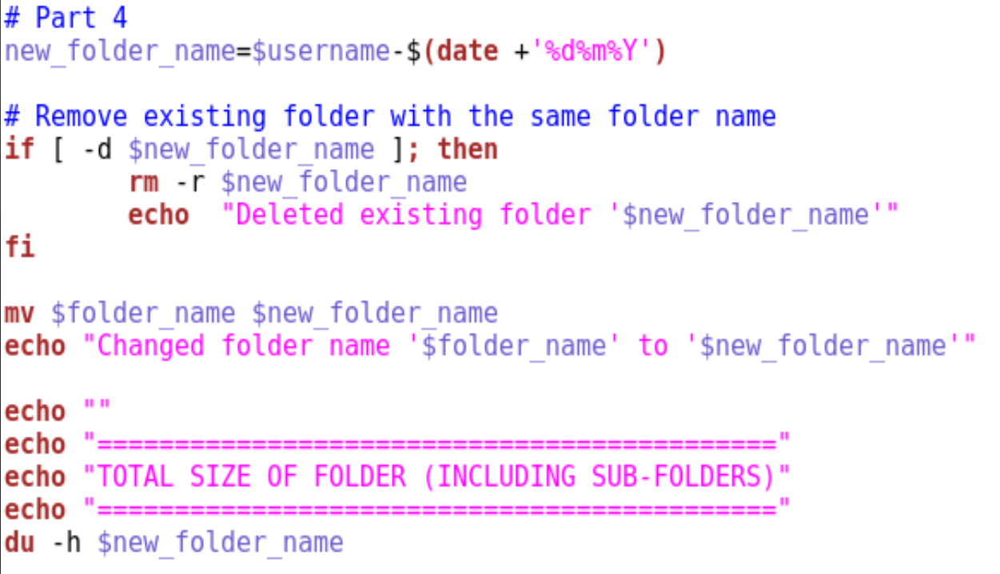 # Part 4
new_folder_name=$username-$(date +'%d%m%Y')
# Remove existing folder with the same folder name
if [ -d $new_folder_name ]; then
rm -r $new_folder_name
echo  "Deleted existing folder '$new_folder_name'"
fi
mv $folder_name $new_folder_name
echo "Changed folder name '$folder_name' to '$new_folder_name'"
echo ""
echo "============================================"
echo "TOTAL SIZE OF FOLDER (INCLUDING SUB-FOLDERS)"
echo "============================================"
du -h $new_folder_name